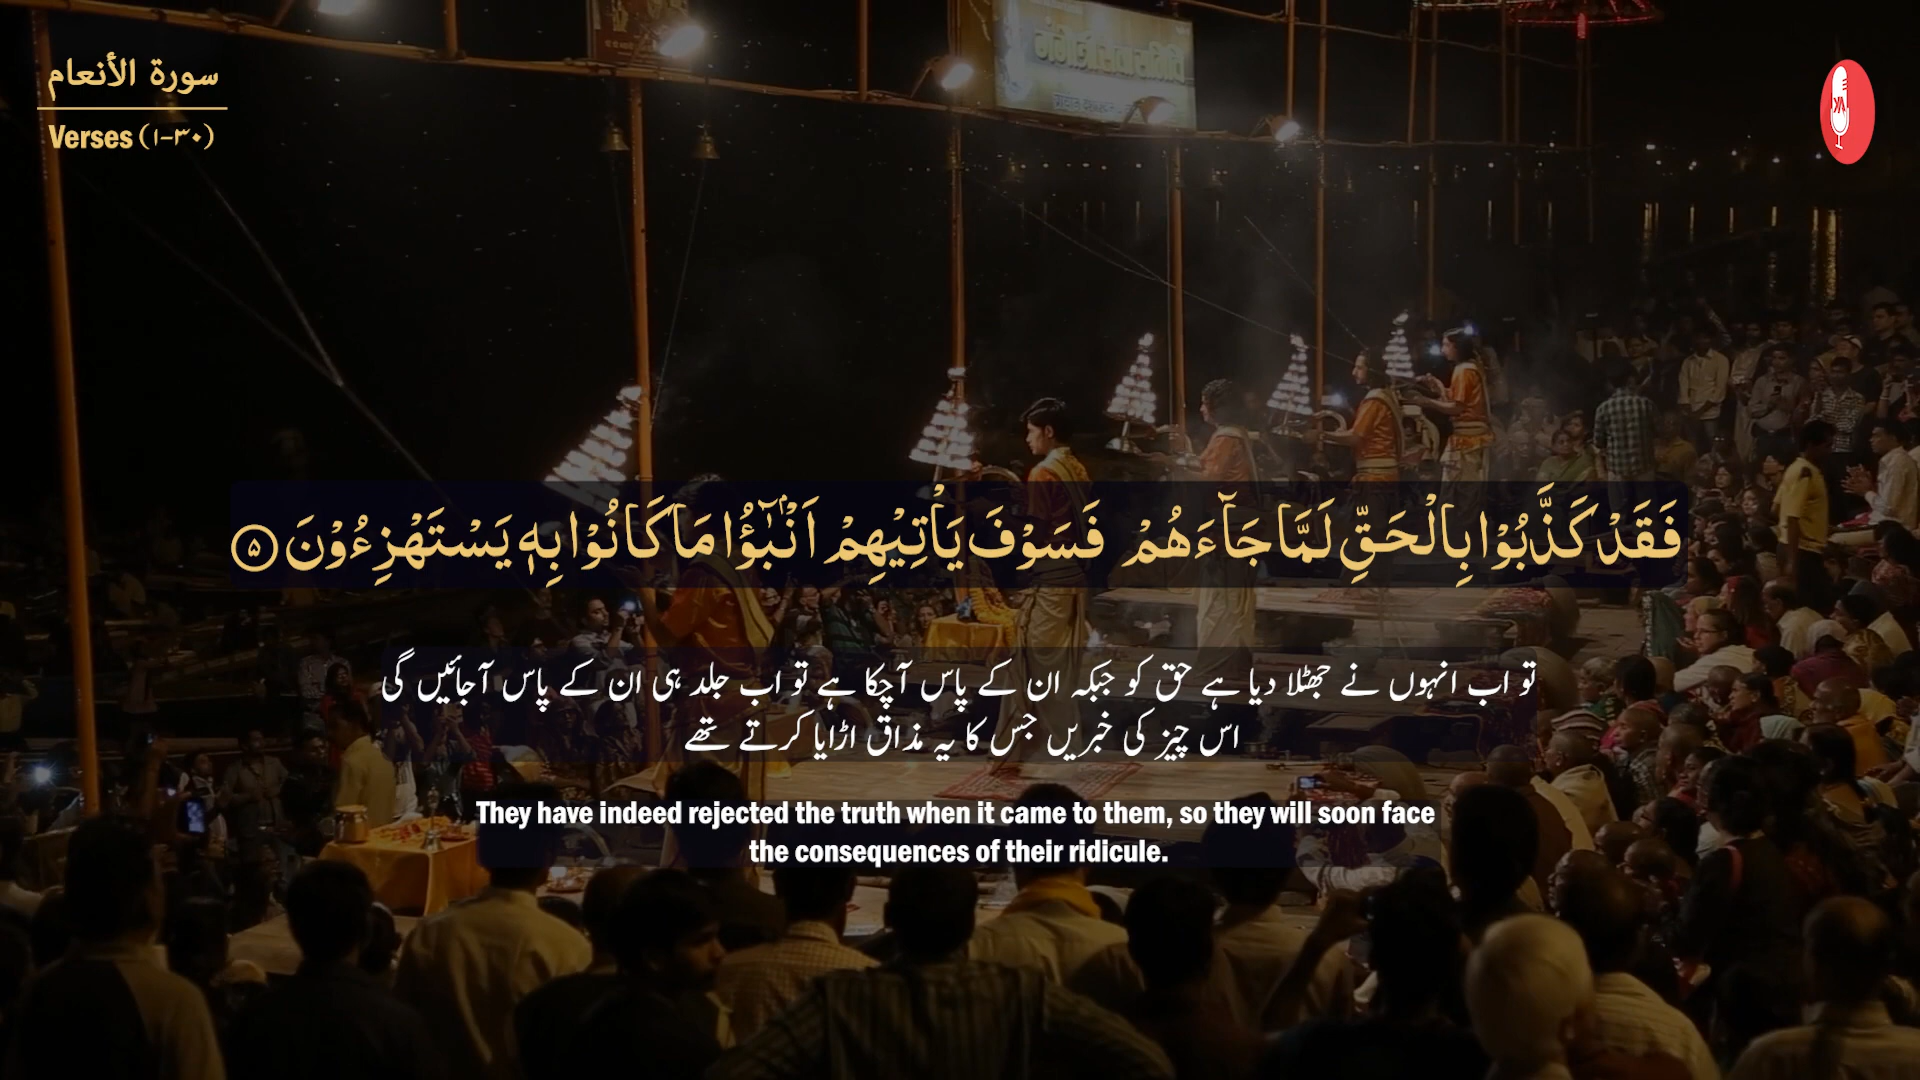 سورة الأنعام
Verses (١-٣٠)
فَقَدْ كَذَّبُوْا بِالْحَقِّ لَمَّا جَآءَهُمْ فَسَوْفَ يَاْتِيْهِمْ اَنْۢبٰٓؤُا مَا كَانُوْا بِهٖ يَسْتَهْزِءُوْنَ ۵
تو اب انہوں نے جھٹلا دیا ہے حق کو جبکہ ان کے پاس آچکا ہے تو اب جلد ہی ان کے پاس آجائیں گی
اس چیز کی خبریں جس کا یہ مذاق اڑایا کرتے تھے
They have indeed rejected the truth when it came to them, so they will soon face
the consequences of their ridicule.